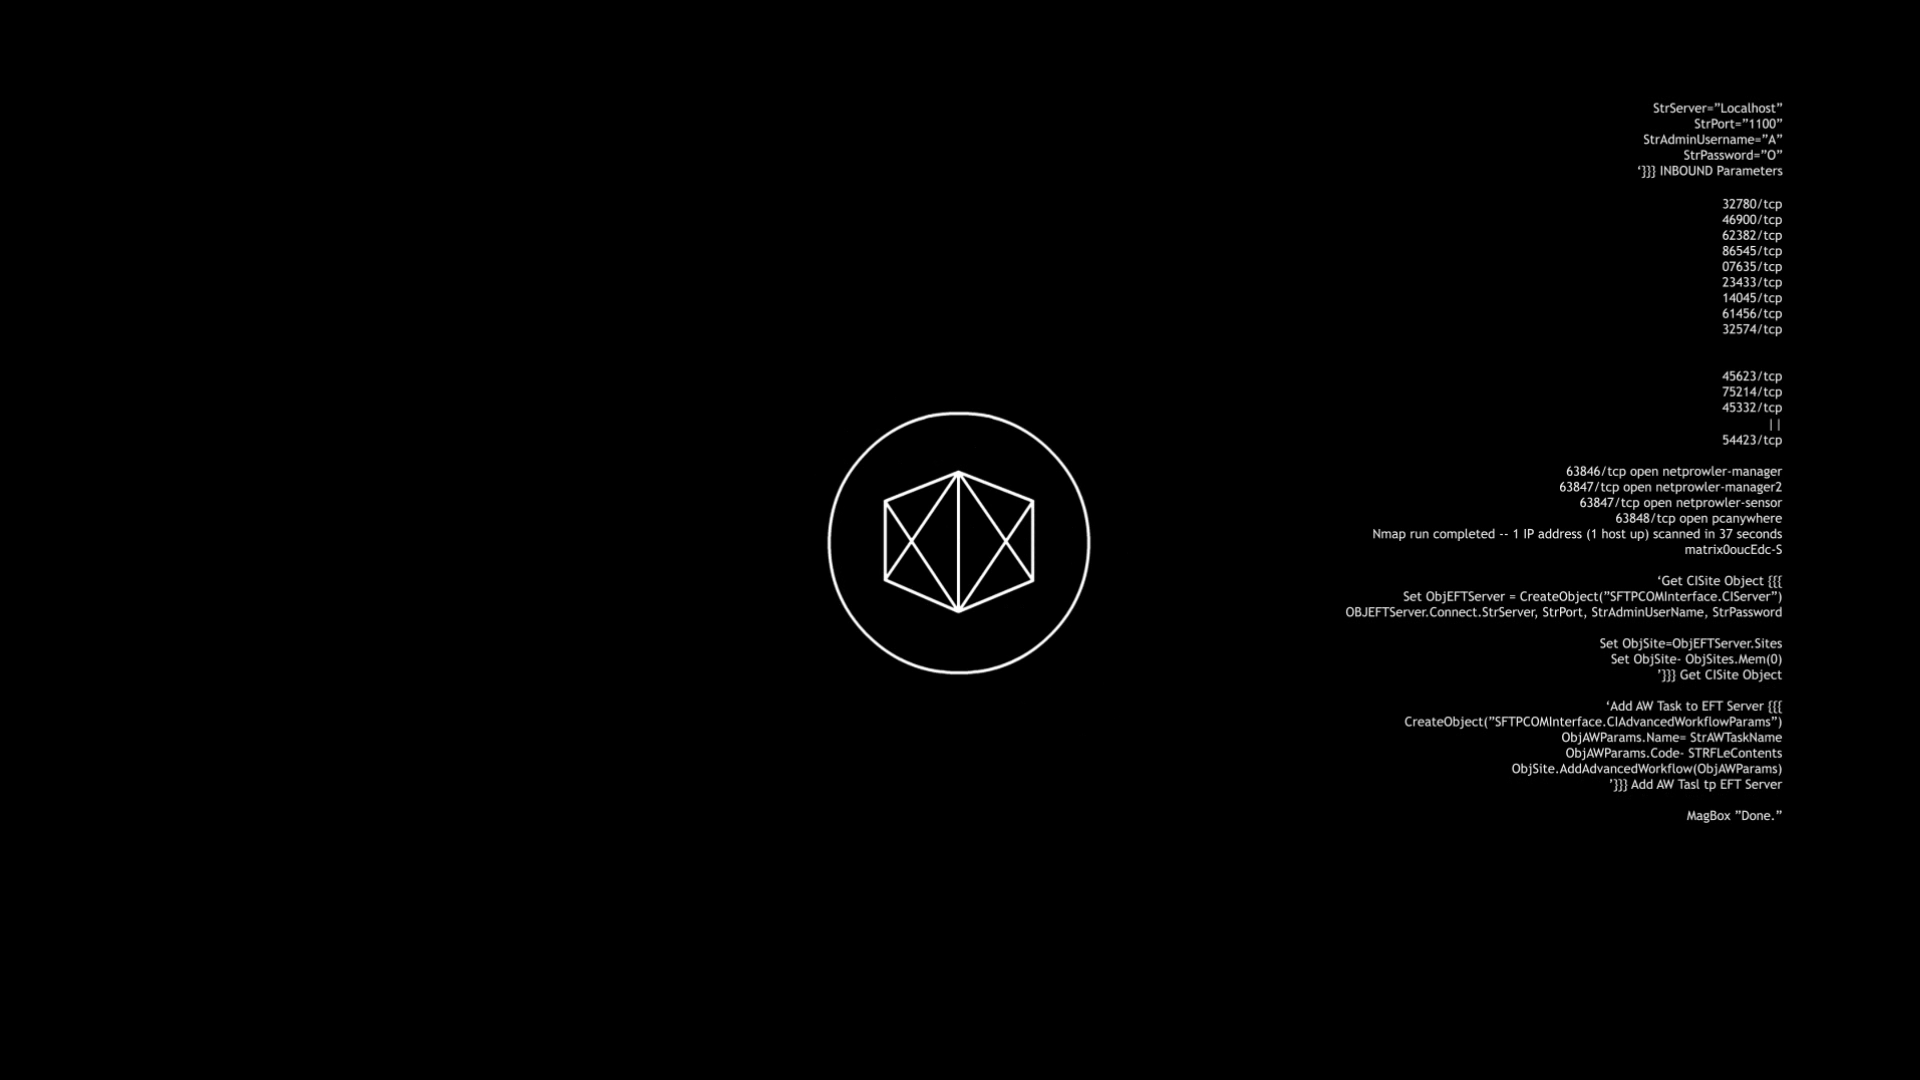 StrServer=”Localhost”
StrPort=”1100”
StrAdminUsername=”A”
StrPassword=”O”
‘}}} INBOUND Parameters
32780/tcp
46900/tcp
62382/tcp
86545/tcp
07635/tcp
23433/tcp
14045/tcp
61456/tcp
32574/tcp
45623/tcp
75214/tcp
45332/tcp
||
54423/tcp
63846/tcp open netprowler-manager
63847/tcp open netprowler-manager2
63847/tcp open netprowler-sensor
63848/tcp open pcanywhere
Nmap run completed -- 1 IP address (1 host up) scanned in 37 seconds
matrix0oucEdc-S
‘Get CISite Object {{{
Set ObjEFTServer = CreateObject(”SFTPCOMInterface.CIServer”)
OBJEFTServer.Connect.StrServer, StrPort, StrAdminUserName, StrPassword
Set ObjSite=ObjEFTServer.Sites
Set ObjSite- ObjSites.Mem(0)
’}}} Get CISite Object
‘Add AW Task to EFT Server {{{
CreateObject(”SFTPCOMInterface.CIAdvancedWorkflowParams”)
ObjAWParams.Name= StrAWTaskName
ObjAWParams.Code- STRFLeContents
ObjSite.AddAdvancedWorkflow(ObjAWParams)
’}}} Add AW Tasl tp EFT Server
MagBox ”Done.”